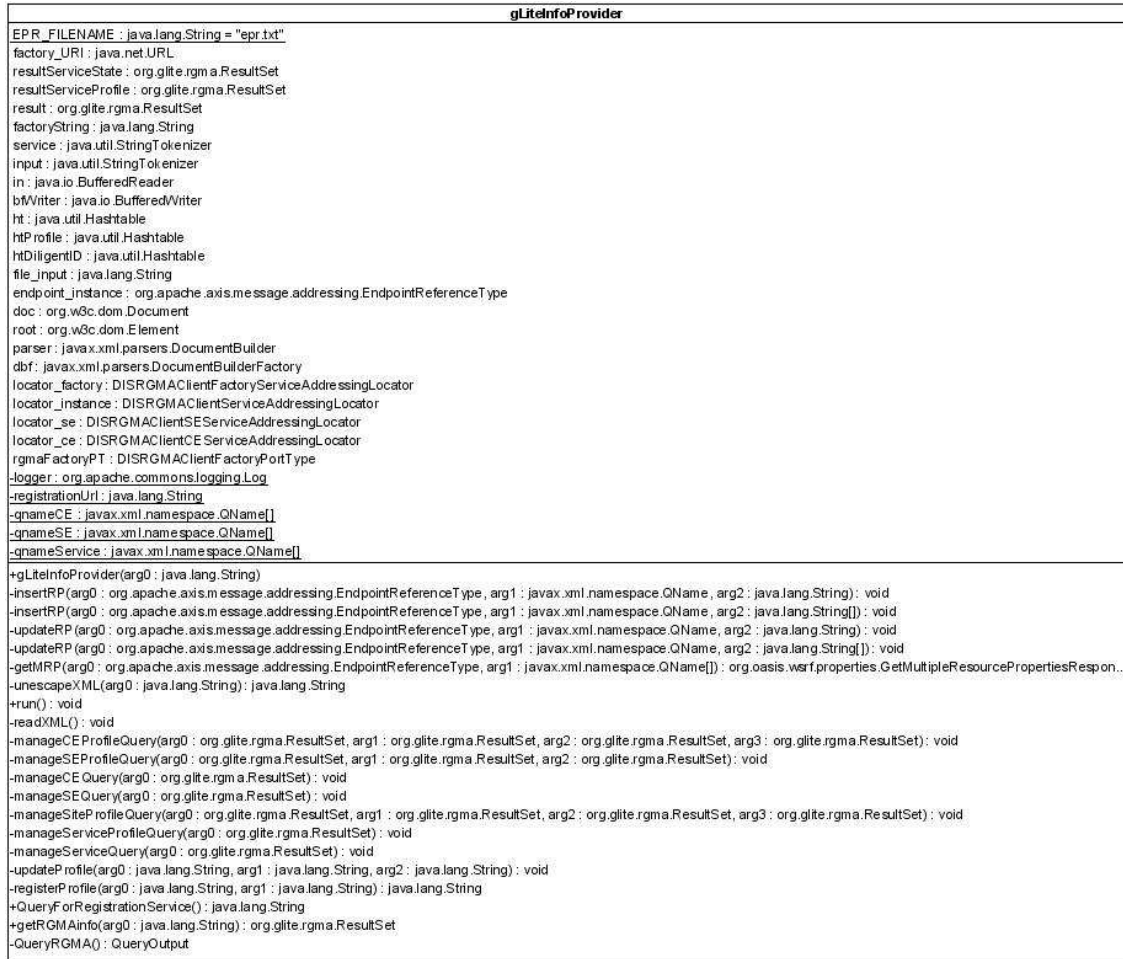 gLiteInfoProvider
EPR_FILENAME : java.lang.String = "epr.txt"
factory_URI : java.net.URL
resultServiceState : org.glite.rgma.ResultSet
resultServiceProfile : org.glite.rgma.ResultSet
result : org.glite.rgma.ResultSet
factoryString : java.lang.String
service : java.util.StringTokenizer
input : java.util.StringTokenizer
in : java.io.BufferedReader
bfWriter : java.io.BufferedWriter
ht : java.util.Hashtable
htProfile : java.util.Hashtable
htDiligentID : java.util.Hashtable
file_input : java.lang.String
endpoint_instance : org.apache.axis.message.addressing.EndpointReferenceType
doc : org.w3c.dom.Document
root : org.w3c.dom.Element
parser : javax.xml.parsers.DocumentBuilder
dbf : javax.xml.parsers.DocumentBuilderFactory
locator_factory : DISRGMAClientFactoryServiceAddressingLocator
locator_instance : DISRGMAClientServiceAddressingLocator
locator_se : DISRGMAClientSEServiceAddressingLocator
locator_ce : DISRGMAClientCEServiceAddressingLocator
rgmaFactoryPT : DISRGMAClientFactoryPortType
-logger : org.apache.commons.logging.Log
-registrationUrl : java.lang.String
-qnameCE : javax.xml.namespace.QName[]
-qnameSE : javax.xml.namespace.QName[]
-qnameService : javax.xml.namespace.QName[]
+gLiteInfoProvider(arg0 : java.lang.String)
-insertRP(arg0 : org.apache.axis.message.addressing.EndpointReferenceType, arg1 : javax.xml.namespace.QName, arg2 : java.lang.String) : void
-insertRP(arg0 : org.apache.axis.message.addressing.EndpointReferenceType, arg1 : javax.xml.namespace.QName, arg2 : java.lang.String[]) : void
-updateRP(arg0 : org.apache.axis.message.addressing.EndpointReferenceType, arg1 : javax.xml.namespace.QName, arg2 : java.lang.String) : void
-updateRP(arg0 : org.apache.axis.message.addressing.EndpointReferenceType, arg1 : javax.xml.namespace.QName, arg2 : java.lang.String[]) : void
-getMRP(arg0 : org.apache.axis.message.addressing.EndpointReferenceType, arg1 : javax.xml.namespace.QName[]) : org.oasis.wsrf.properties.GetMultipleResourcePropertiesRespon...
-unescapeXML(arg0 : java.lang.String) : java.lang.String
+run() : void
-readXML() : void
-manageCEProfileQuery(arg0 : org.glite.rgma.ResultSet, arg1 : org.glite.rgma.ResultSet, arg2 : org.glite.rgma.ResultSet, arg3 : org.glite.rgma.ResultSet) : void
-manageSEProfileQuery(arg0 : org.glite.rgma.ResultSet, arg1 : org.glite.rgma.ResultSet, arg2 : org.glite.rgma.ResultSet) : void
-manageCEQuery(arg0 : org.glite.rgma.ResultSet) : void
-manageSEQuery(arg0 : org.glite.rgma.ResultSet) : void
-manageSiteProfileQuery(arg0 : org.glite.rgma.ResultSet, arg1 : org.glite.rgma.ResultSet, arg2 : org.glite.rgma.ResultSet, arg3 : org.glite.rgma.ResultSet) : void
-manageServiceProfileQuery(arg0 : org.glite.rgma.ResultSet) : void
-manageServiceQuery(arg0 : org.glite.rgma.ResultSet) : void
-updateProfile(arg0 : java.lang.String, arg1 : java.lang.String, arg2 : java.lang.String) : void
-registerProfile(arg0 : java.lang.String, arg1 : java.lang.String) : java.lang.String
+QueryForRegistrationService() : java.lang.String
+getRGMAinfo(arg0 : java.lang.String) : org.glite.rgma.ResultSet
-QueryRGMA() : QueryOutput